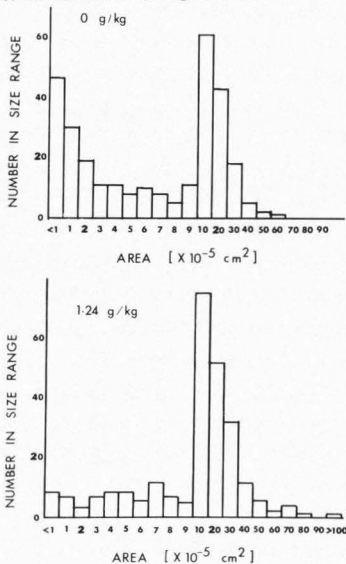 0 g/kg
NUMBER IN SIZE RANGE
60
40
20
0
<1 1 2 3 4 5 6 7 8 9 10 20 30 40 50 60 70 80 90
AREA [ X 10⁻⁵ cm² ]
1·24 g/kg
NUMBER IN SIZE RANGE
60
40
20
0
<1 1 2 3 4 5 6 7 8 9 10 20 30 40 50 60 70 80 90 >100
AREA [ X 10⁻⁵ cm² ]